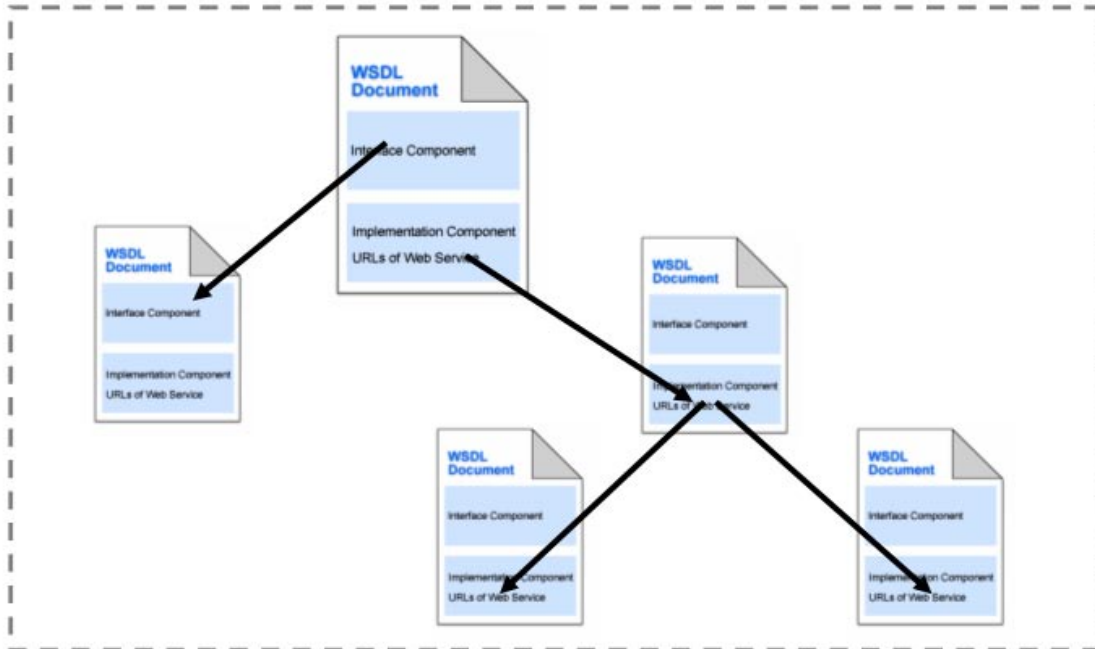 WSDL
Document
Interface Component
Implementation Component
URLs of Web Service
WSDL
Document
Interface Component
Implementation Component
URLs of Web Service
WSDL
Document
Interface Component
Implementation Component
URLs of Web Service
WSDL
Document
Interface Component
Implementation Component
URLs of Web Service
WSDL
Document
Interface Component
Implementation Component
URLs of Web Service